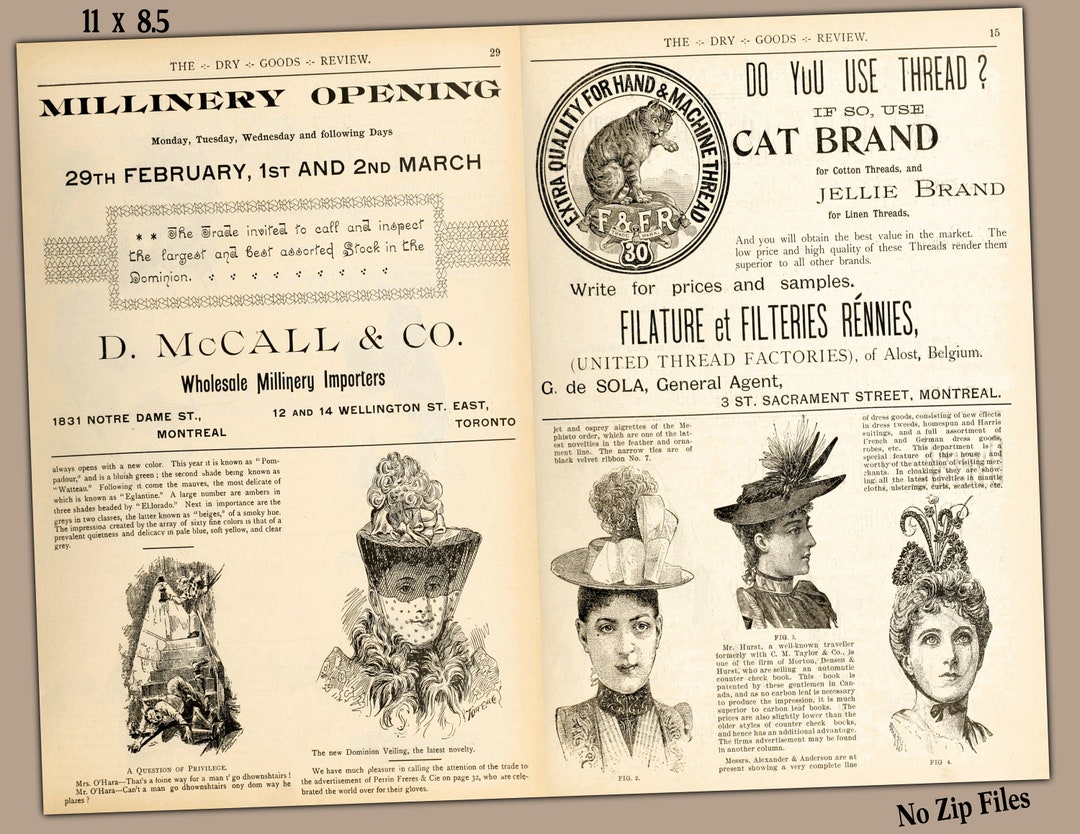 11 x 8.5
29
THE -:- DRY -:- GOODS -:- REVIEW.
MILLINERY OPENING
Monday, Tuesday, Wednesday and following Days
29TH FEBRUARY, 1ST AND 2ND MARCH
* * The Trade invited to call and inspect
the largest and best assorted Stock in the
Dominion.
D. McCALL & CO.
Wholesale Millinery Importers
1831 NOTRE DAME ST.,
MONTREAL
12 AND 14 WELLINGTON ST. EAST,
TORONTO
always opens with a new color. This year it is known as "Pom-
padour," and is a bluish green; the second shade being known as
"Watteau." Following it come the mauves, the most delicate of
which is known as "Eglantine." A large number are ambers in
three shades headed by "Eldorado." Next in importance are the
greys in two classes, the latter known as "beiges," of a smoky hue.
The impression created by the array of sixty fine colors is that of a
prevalent quietness and delicacy in pale blue, soft yellow, and clear
grey.
A QUESTION OF PRIVILEGE.
Mrs. O'Hara—That's a foine way fur a man t' go dhownshtairs!
Mr. O'Hara—Can't a man go dhownshtairs ony dom way he
plazes?
The new Dominion Veiling, the latest novelty.
We have much pleasure in calling the attention of the trade to
the advertisement of Perrin Freres & Cie on page 32, who are cele-
brated the world over for their gloves.
15
THE -:- DRY -:- GOODS -:- REVIEW.
EXTRA QUALITY FOR HAND & MACHINE THREAD
F & F R
TRADE MARK
30
DO YOU USE THREAD?
IF SO, USE
CAT BRAND
for Cotton Threads, and
JELLIE BRAND
for Linen Threads,
And you will obtain the best value in the market. The
low price and high quality of these Threads render them
superior to all other brands.
Write for prices and samples.
FILATURE et FILTERIES RÉNNIES,
(UNITED THREAD FACTORIES), of Alost, Belgium.
G. de SOLA, General Agent,
3 ST. SACRAMENT STREET, MONTREAL.
jet and osprey aigrettes of the Me-
phisto order, which are one of the lat-
est novelties in the feather and orna-
ment line. The narrow ties are of
black velvet ribbon No. 7.
FIG. 2.
FIG. 3.
Mr. Hurst, a well-known traveller
formerly with C. M. Taylor & Co., is
one of the firm of Morton, Densen &
Hurst, who are selling an automatic
counter check book. This book is
patented by these gentlemen in Can-
ada, and as no carbon leaf is necessary
to produce the impression, it is much
superior to carbon leaf books. The
prices are also slightly lower than the
older styles of counter check bocks,
and hence has an additional advantage.
The firms advertisement may be found
in another column.
Messrs. Alexander & Anderson are at
present showing a very complete line
of dress goods, consisting of new effects
in dress tweeds, homespun and Harris
suitings, and a full assortment of
French and German dress goods,
robes, etc. This department is a
special feature of this house and
worthy of the attention of visiting mer-
chants. In cloakings they are show-
ing all the latest novelties in mantle
cloths, ulsterings, curls, sealettes, etc.
FIG 4.
No Zip Files